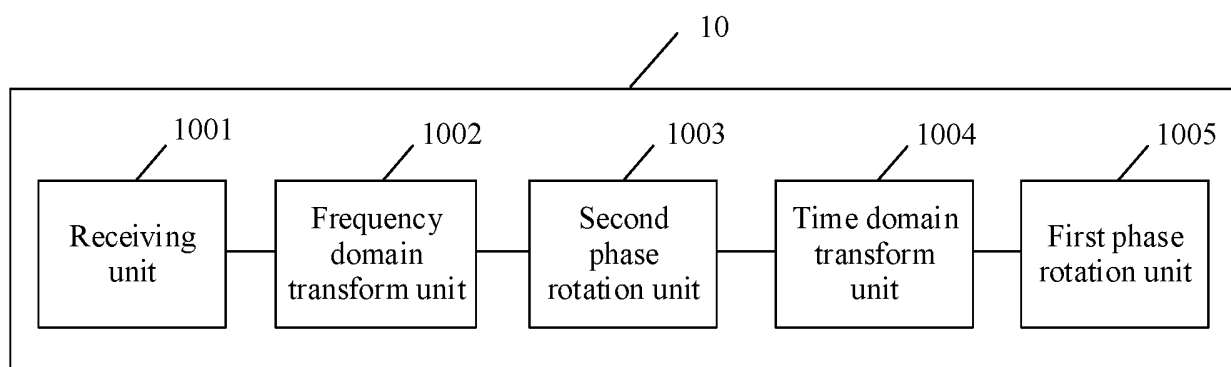 10
1001
1002
1003
1004
1005
Receiving
unit
Frequency
domain
transform unit
Second
phase
rotation unit
Time domain
transform
unit
First phase
rotation unit